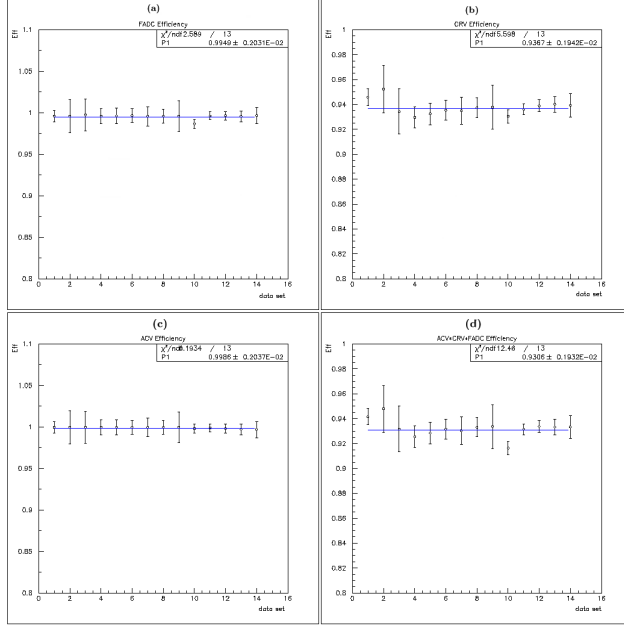 (a)
FADC Efficiency
χ²/ndf 2.589 / 13
P1 0.9949 ± 0.2031E-02
Eff
1.1
1.05
1
0.95
0.9
0.85
0.8
0 2 4 6 8 10 12 14 16
data set
(b)
CRV Efficiency
χ²/ndf 5.598 / 13
P1 0.9367 ± 0.1942E-02
Eff
1
0.98
0.96
0.94
0.92
0.9
0.88
0.86
0.84
0.82
0.8
0 2 4 6 8 10 12 14 16
data set
(c)
ACV Efficiency
χ²/ndf 0.1934 / 13
P1 0.9986 ± 0.2037E-02
Eff
1.1
1.05
1
0.95
0.9
0.85
0.8
0 2 4 6 8 10 12 14 16
data set
(d)
ACV*CRV*FADC Efficiency
χ²/ndf 12.46 / 13
P1 0.9306 ± 0.1932E-02
Eff
1
0.98
0.96
0.94
0.92
0.9
0.88
0.86
0.84
0.82
0.8
0 2 4 6 8 10 12 14 16
data set